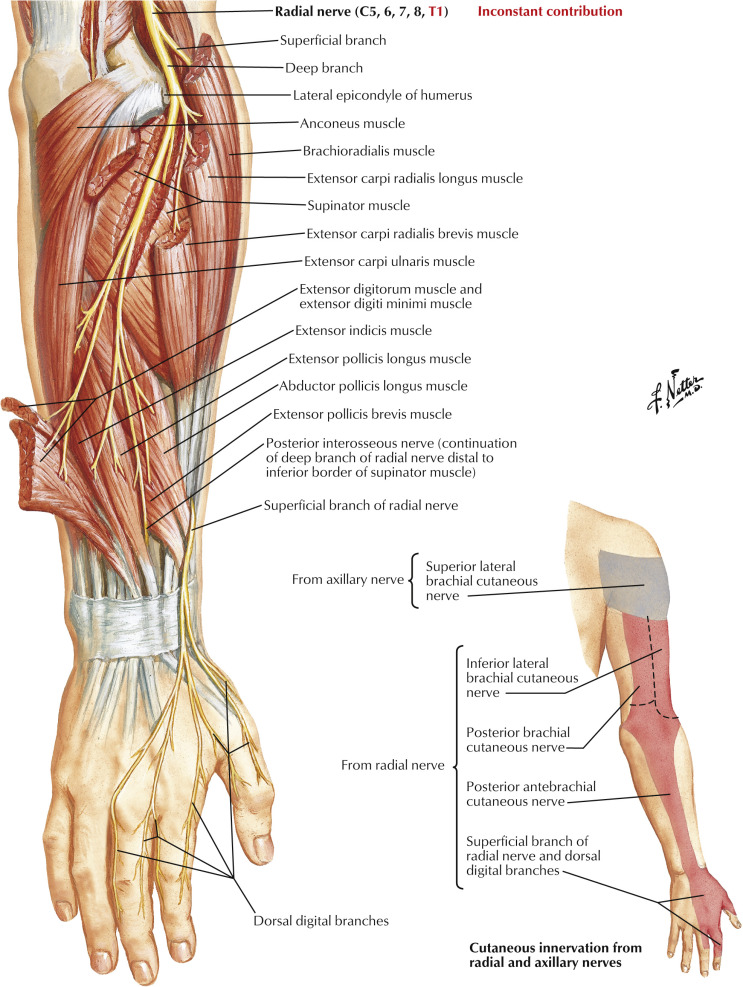 Radial nerve (C5, 6, 7, 8, T1) Inconstant contribution
Superficial branch
Deep branch
Lateral epicondyle of humerus
Anconeus muscle
Brachioradialis muscle
Extensor carpi radialis longus muscle
Supinator muscle
Extensor carpi radialis brevis muscle
Extensor carpi ulnaris muscle
Extensor digitorum muscle and
extensor digiti minimi muscle
Extensor indicis muscle
Extensor pollicis longus muscle
Abductor pollicis longus muscle
Extensor pollicis brevis muscle
Posterior interosseous nerve (continuation
of deep branch of radial nerve distal to
inferior border of supinator muscle)
Superficial branch of radial nerve
F. Netter
M.D.
From axillary nerve
Superior lateral
brachial cutaneous
nerve
From radial nerve
Inferior lateral
brachial cutaneous
nerve
Posterior brachial
cutaneous nerve
Posterior antebrachial
cutaneous nerve
Superficial branch of
radial nerve and dorsal
digital branches
Dorsal digital branches
Cutaneous innervation from
radial and axillary nerves